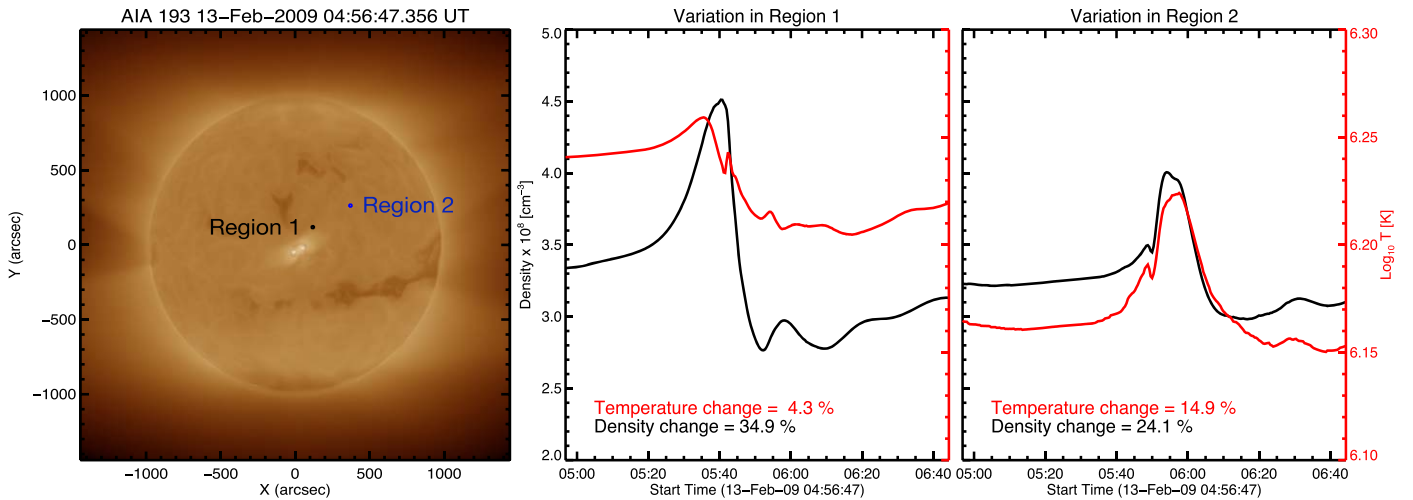 AIA 193 13-Feb-2009 04:56:47.356 UT
Y (arcsec)
1000
500
0
-500
-1000
Region 1
Region 2
-1000 -500 0 500 1000
X (arcsec)
Variation in Region 1
Density x 10⁸ [cm⁻³]
5.0
4.5
4.0
3.5
3.0
2.5
2.0
Temperature change = 4.3 %
Density change = 34.9 %
05:00 05:20 05:40 06:00 06:20 06:40
Start Time (13-Feb-09 04:56:47)
Variation in Region 2
Temperature change = 14.9 %
Density change = 24.1 %
05:00 05:20 05:40 06:00 06:20 06:40
Start Time (13-Feb-09 04:56:47)
6.30
6.25
6.20
6.15
6.10
Log₁₀ T [K]